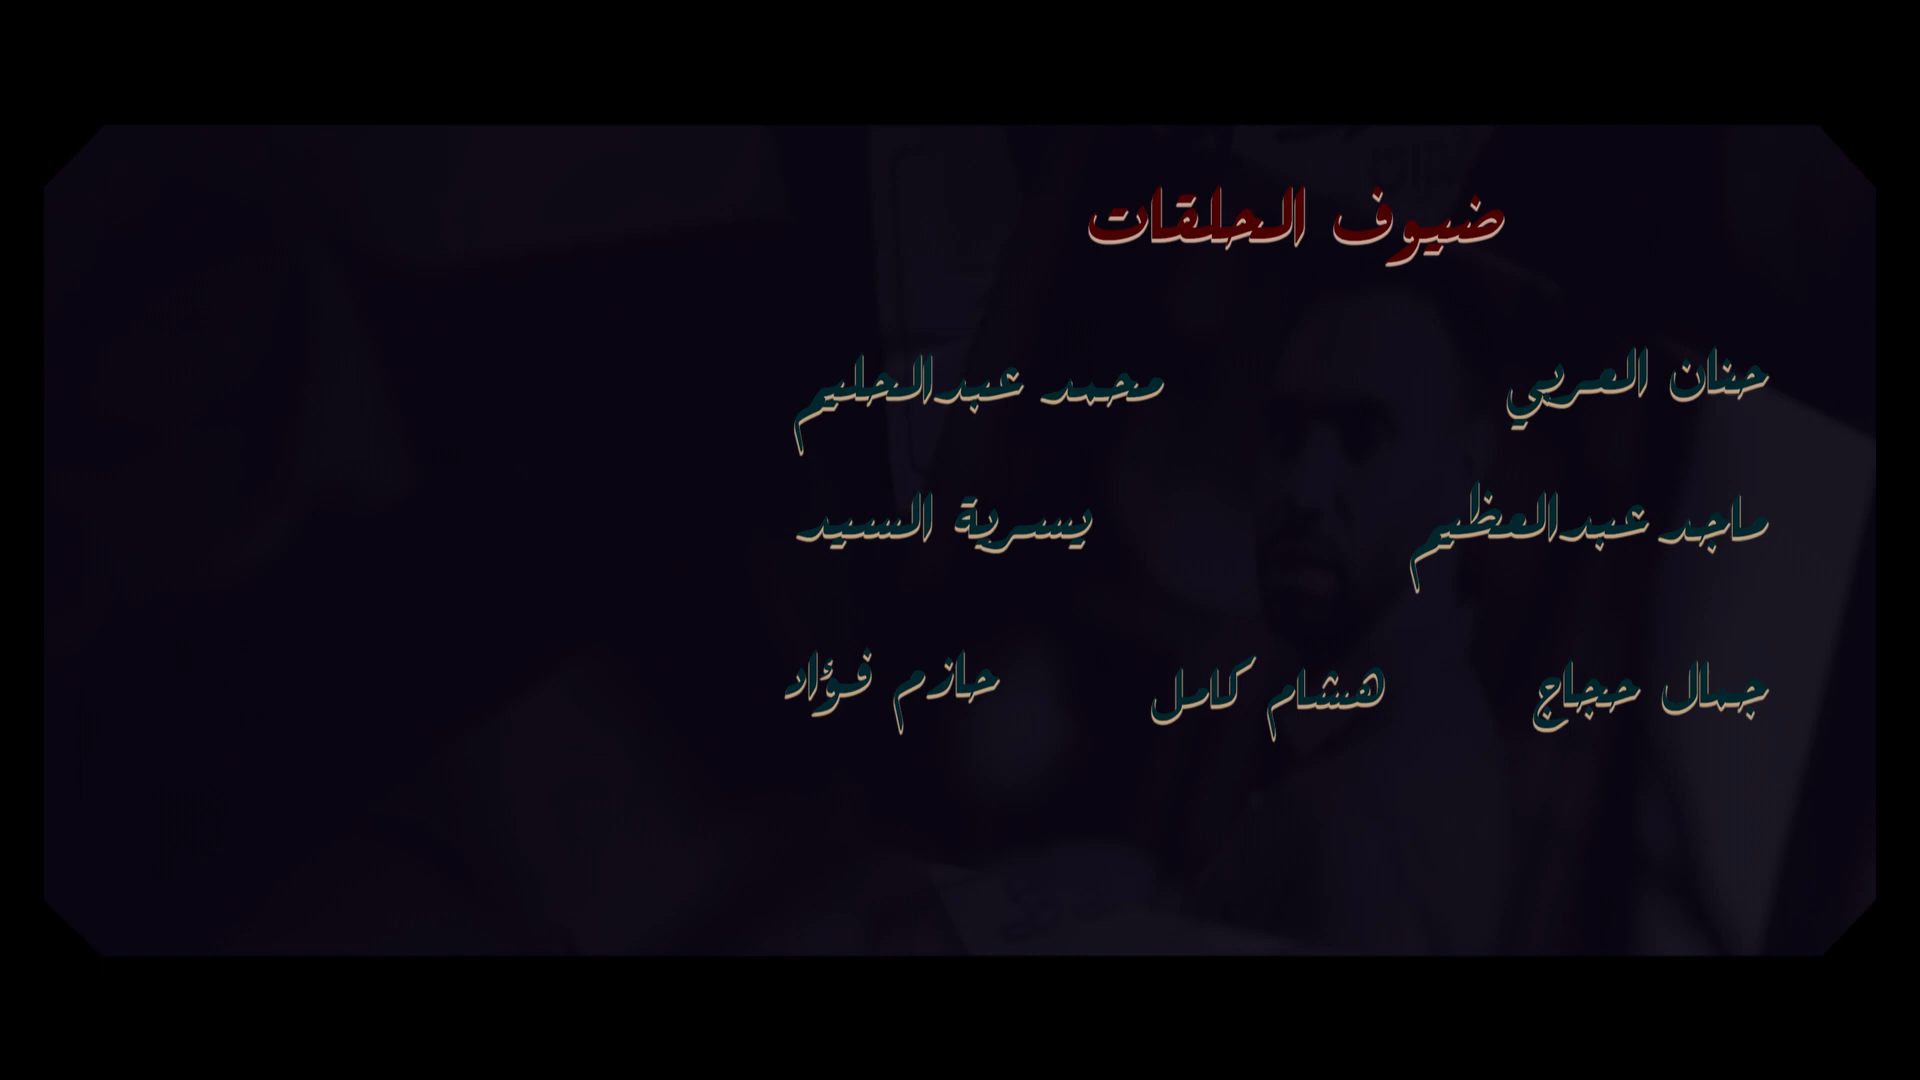 ضيوف الحلقات
حنان العربي محمد عبدالحليم
ماجد عبدالعظيم يسرية السيد
جمال حجاج هشام كامل حازم فؤاد